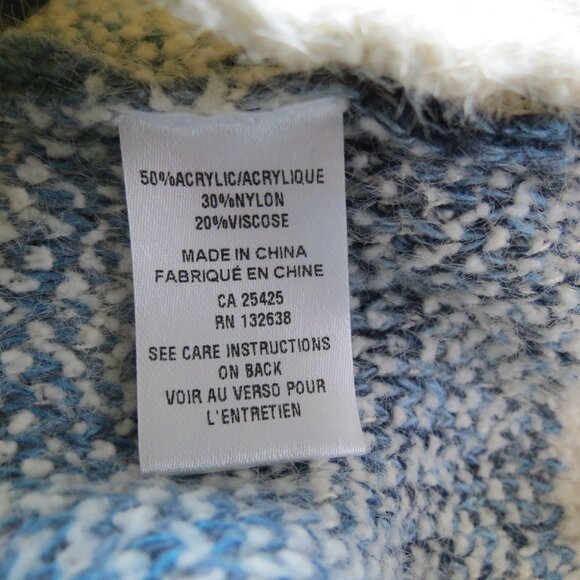 50%ACRYLIC/ACRYLIQUE
30%NYLON
20%VISCOSE
MADE IN CHINA
FABRIQUÉ EN CHINE
CA 25425
RN 132638
SEE CARE INSTRUCTIONS
ON BACK
VOIR AU VERSO POUR
L'ENTRETIEN